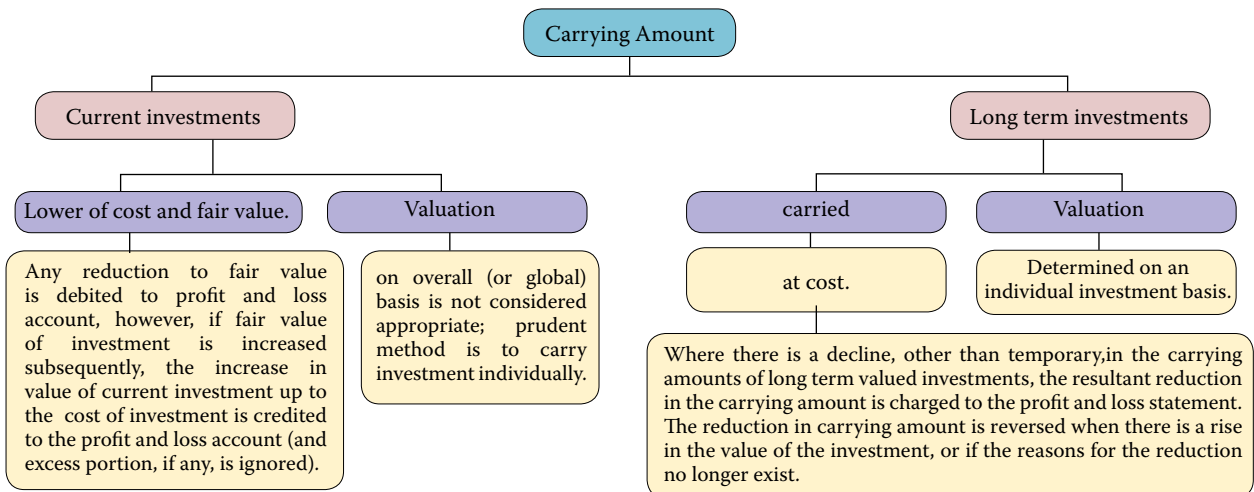 Carrying Amount
Current investments
Long term investments
Lower of cost and fair value.
Valuation
carried
Valuation
Any reduction to fair value
is debited to profit and loss
account, however, if fair value
of investment is increased
subsequently, the increase in
value of current investment up to
the cost of investment is credited
to the profit and loss account (and
excess portion, if any, is ignored).
on overall (or global)
basis is not considered
appropriate; prudent
method is to carry
investment individually.
at cost.
Determined on an
individual investment basis.
Where there is a decline, other than temporary,in the carrying
amounts of long term valued investments, the resultant reduction
in the carrying amount is charged to the profit and loss statement.
The reduction in carrying amount is reversed when there is a rise
in the value of the investment, or if the reasons for the reduction
no longer exist.